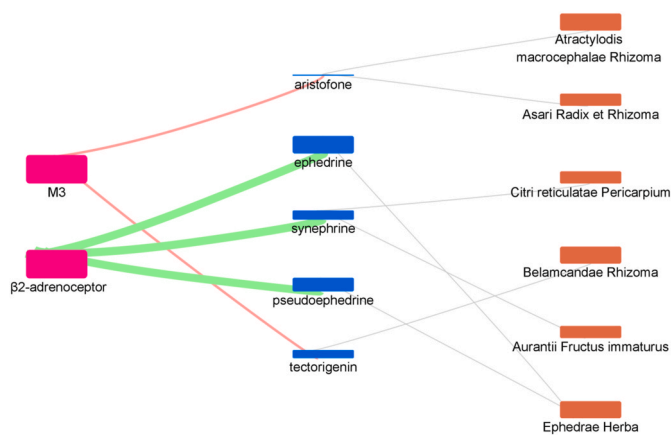 M3
β2-adrenoceptor
aristofone
ephedrine
synephrine
pseudoephedrine
tectorigenin
Atractylodis
macrocephalae Rhizoma
Asari Radix et Rhizoma
Citri reticulatae Pericarpium
Belamcandae Rhizoma
Aurantii Fructus immaturus
Ephedrae Herba